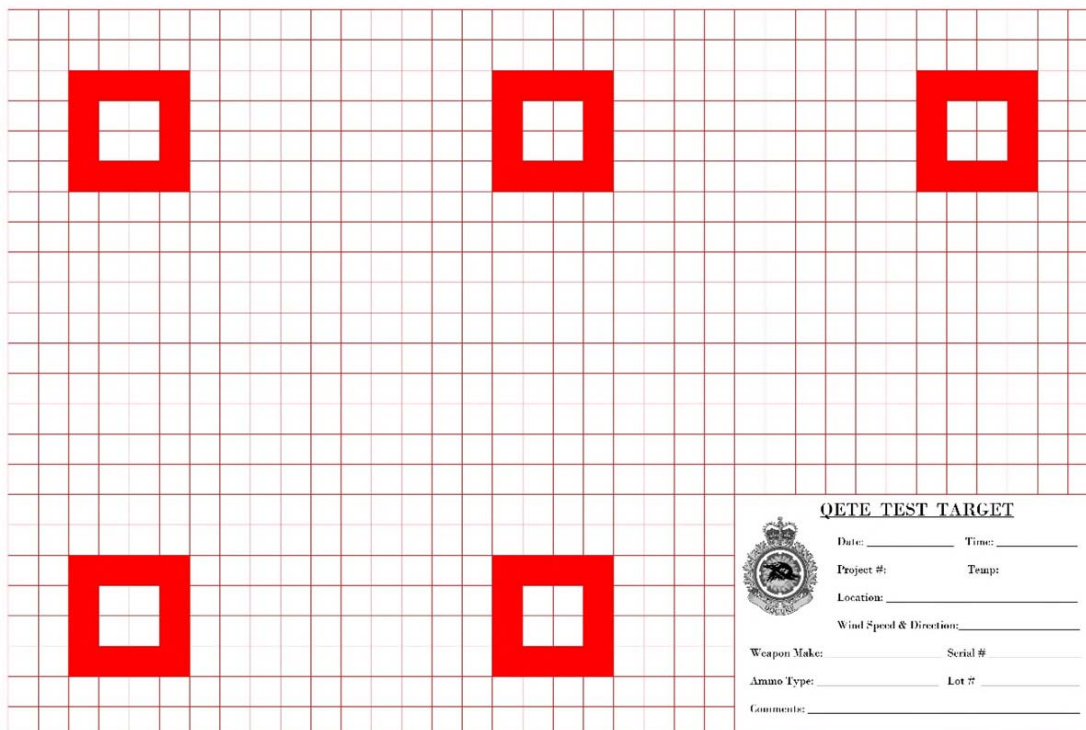 QETE TEST TARGET
Date: Time:
Project #: Temp:
Location:
Wind Speed & Direction:
Weapon Make: Serial #
Ammo Type: Lot #
Comments: